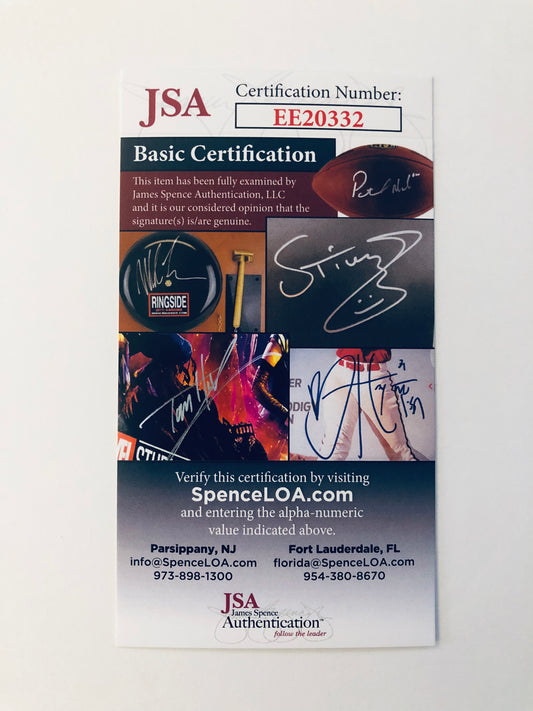 JSA
Certification Number:
EE20332
Basic Certification
This item has been fully examined by
James Spence Authentication, LLC
and it is our considered opinion that the
signature(s) is/are genuine.
RINGSIDE
Verify this certification by visiting
SpenceLOA.com
and entering the alpha-numeric
value indicated above.
Parsippany, NJ
info@SpenceLOA.com
973-898-1300
Fort Lauderdale, FL
florida@SpenceLOA.com
954-380-8670
JSA
James Spence
Authentication™
follow the leader